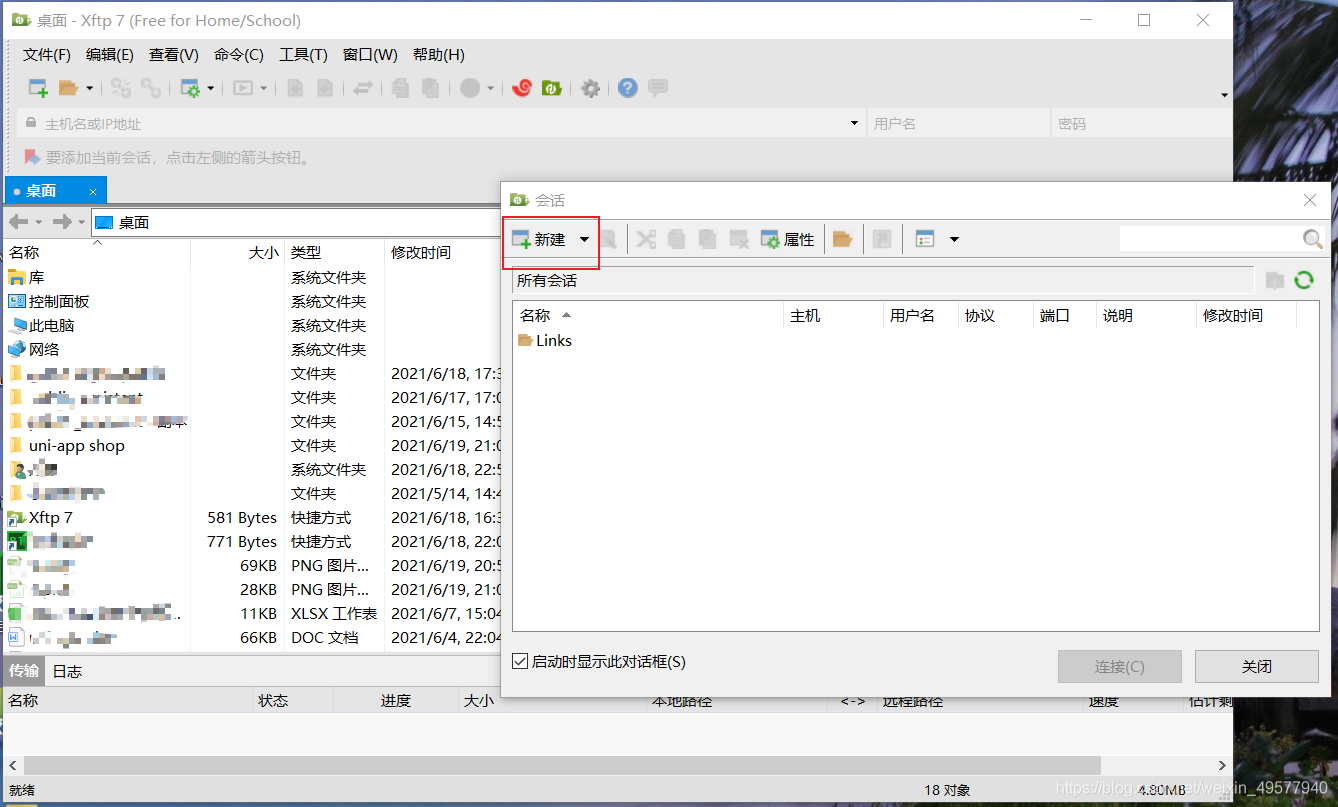 桌面 - Xftp 7 (Free for Home/School)
文件(F) 编辑(E) 查看(V) 命令(C) 工具(T) 窗口(W) 帮助(H)
主机名或IP地址 用户名 密码
要添加当前会话，点击左侧的箭头按钮。
桌面 ×
桌面
名称 大小 类型 修改时间
库 系统文件夹
控制面板 系统文件夹
此电脑 系统文件夹
网络 系统文件夹
文件夹 2021/6/18, 17:3
文件夹 2021/6/17, 17:0
副本 文件夹 2021/6/15, 14:5
uni-app shop 文件夹 2021/6/19, 21:0
系统文件夹 2021/6/18, 22:5
文件夹 2021/5/14, 14:4
Xftp 7 581 Bytes 快捷方式 2021/6/18, 16:3
771 Bytes 快捷方式 2021/6/18, 22:0
69KB PNG 图片... 2021/6/19, 20:5
28KB PNG 图片... 2021/6/19, 21:0
11KB XLSX 工作表 2021/6/7, 15:04
66KB DOC 文档 2021/6/4, 22:04
会话
新建 属性
所有会话
名称 主机 用户名 协议 端口 说明 修改时间
Links
启动时显示此对话框(S)
连接(C) 关闭
传输 日志
名称 状态 进度 大小 本地路径 <-> 远程路径 速度 估计剩
就绪 18 对象 4.80MB
https://blog.csdn.net/weixin_49577940